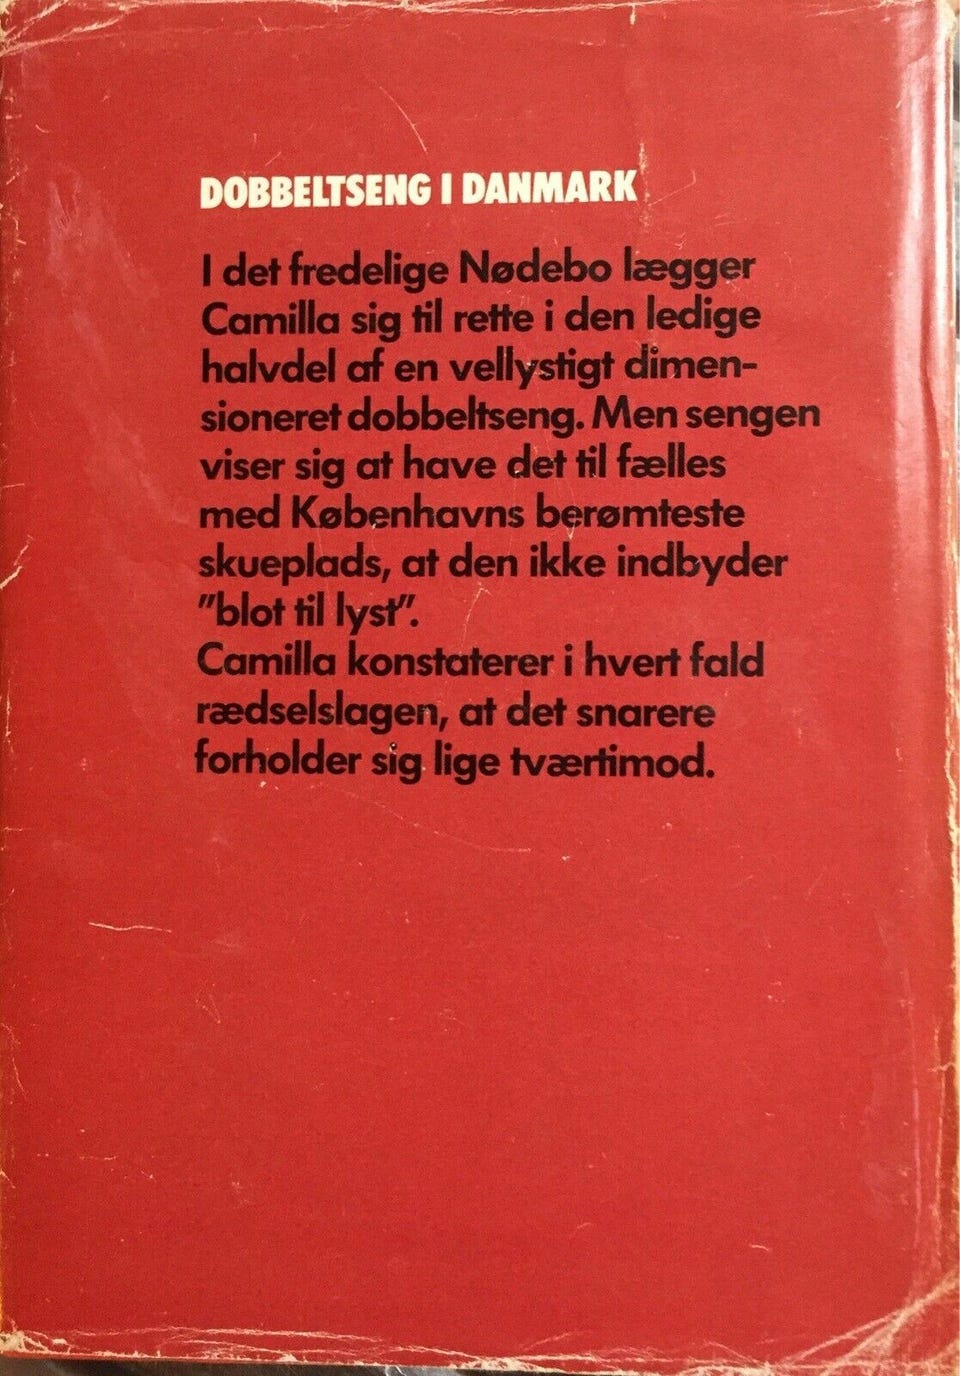 DOBBELTSENG I DANMARK
I det fredelige Nødebo lægger
Camilla sig til rette i den ledige
halvdel af en vellystigt dimen-
sioneret dobbeltseng. Men sengen
viser sig at have det til fælles
med Københavns berømteste
skueplads, at den ikke indbyder
”blot til lyst”.
Camilla konstaterer i hvert fald
rædselslagen, at det snarere
forholder sig lige tværtimod.